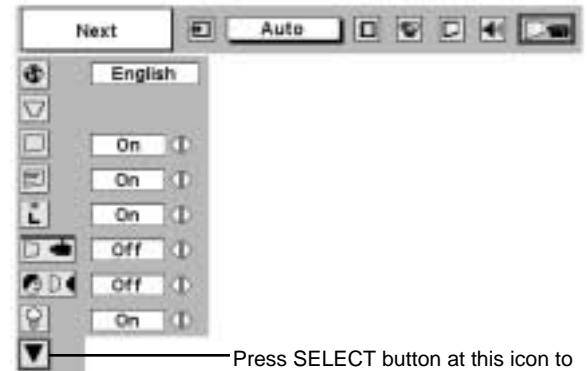 Next Auto
English
On
On
On
Off
Off
On
Press SELECT button at this icon to